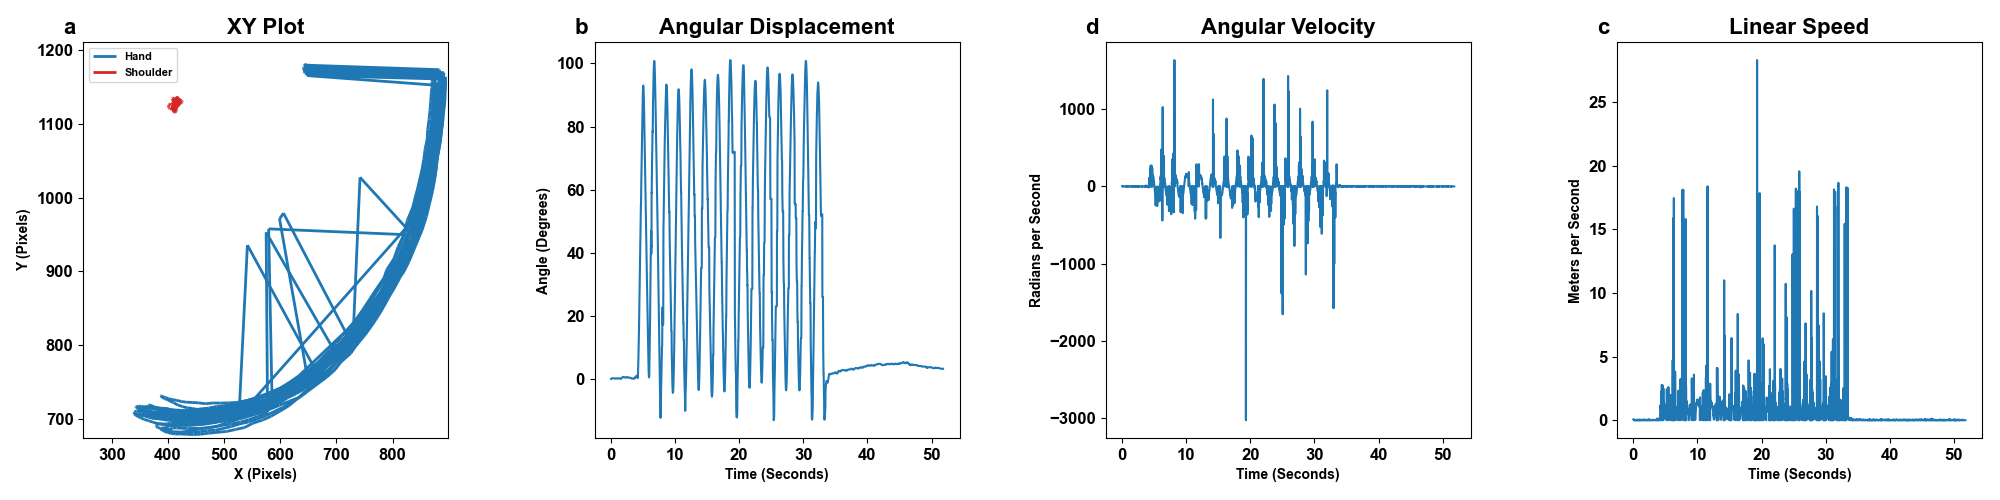 a
XY Plot
Hand
Shoulder
1200
1100
1000
900
800
700
300
400
500
600
700
800
Y (Pixels)
X (Pixels)
b
Angular Displacement
100
80
60
40
20
0
0
10
20
30
40
50
Angle (Degrees)
Time (Seconds)
d
Angular Velocity
1000
0
−1000
−2000
−3000
0
10
20
30
40
50
Radians per Second
Time (Seconds)
c
Linear Speed
25
20
15
10
5
0
0
10
20
30
40
50
Meters per Second
Time (Seconds)